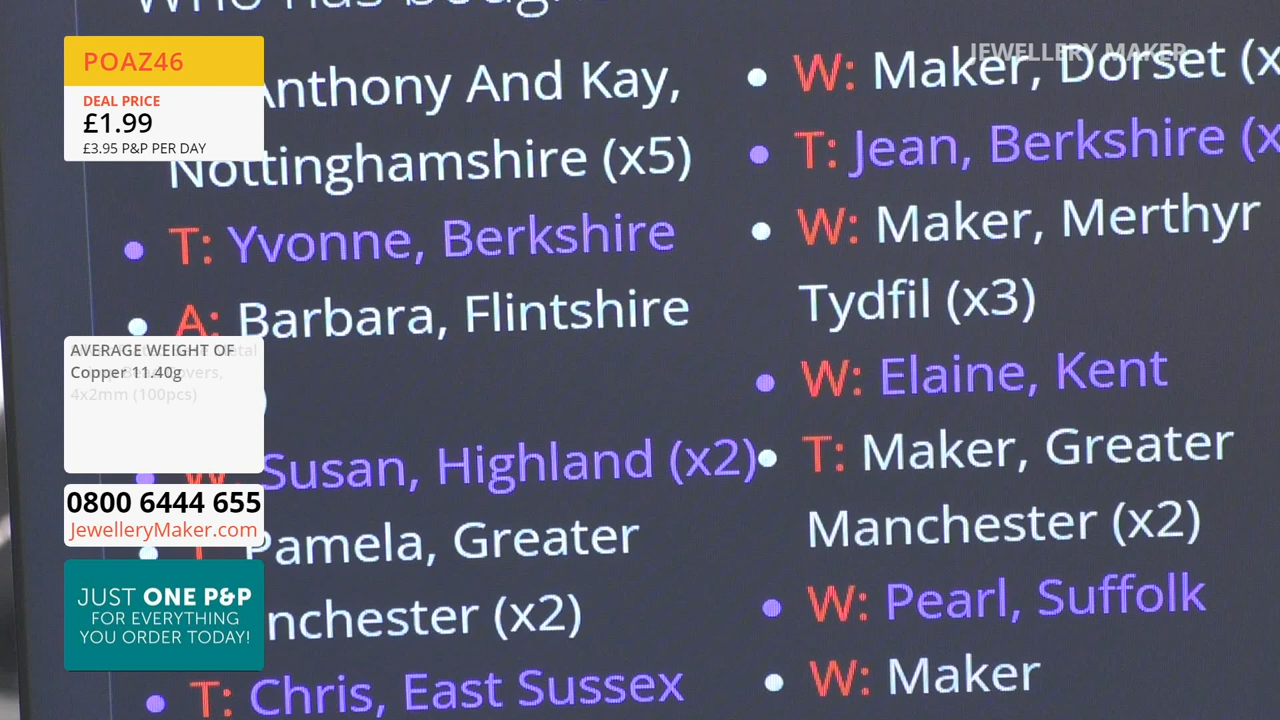 Who has bought
POAZ46
DEAL PRICE
£1.99
£3.95 P&P PER DAY
JEWELLERY MAKER
Anthony And Kay,
Nottinghamshire (x5)
T: Yvonne, Berkshire
A: Barbara, Flintshire
W: Susan, Highland (x2)
T: Pamela, Greater
nchester (x2)
T: Chris, East Sussex
W: Maker, Dorset (x
T: Jean, Berkshire (x
W: Maker, Merthyr
Tydfil (x3)
W: Elaine, Kent
T: Maker, Greater
Manchester (x2)
W: Pearl, Suffolk
W: Maker
AVERAGE WEIGHT OF
Copper 11.40g
4x2mm (100pcs)
0800 6444 655
JewelleryMaker.com
JUST ONE P&P
FOR EVERYTHING
YOU ORDER TODAY!